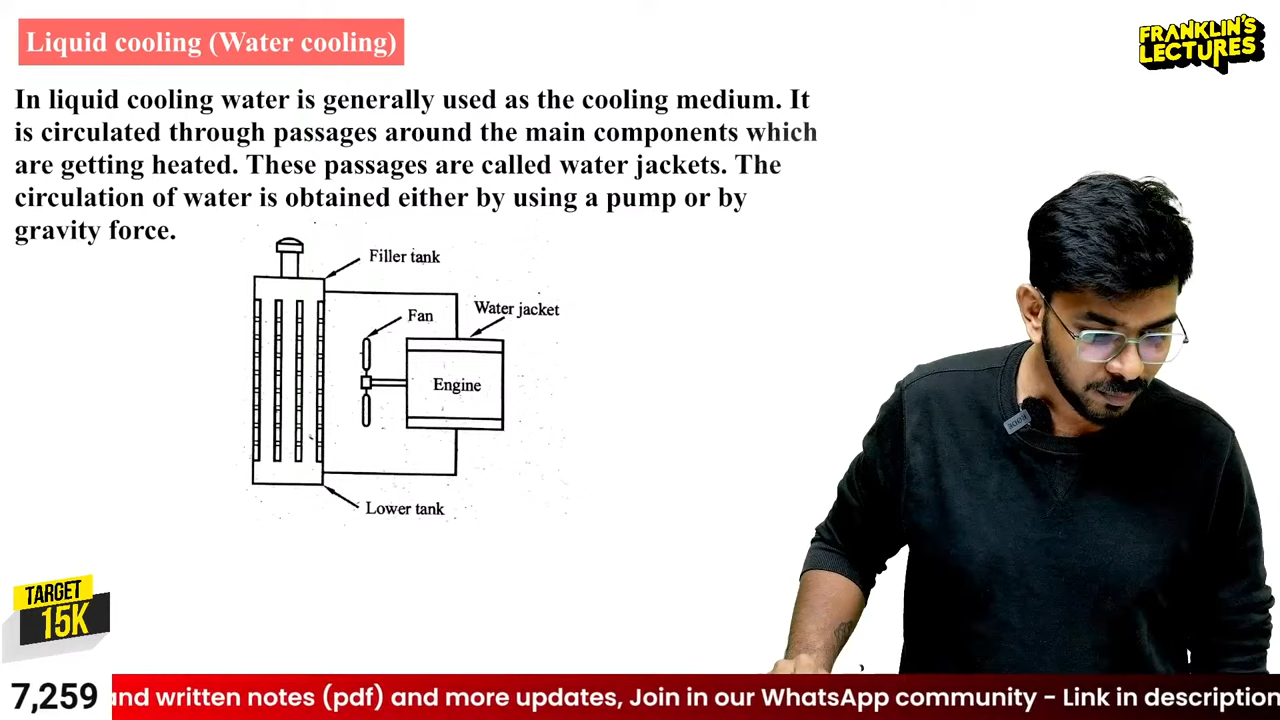 Liquid cooling (Water cooling)
FRANKLIN'S
LECTURES
In liquid cooling water is generally used as the cooling medium. It
is circulated through passages around the main components which
are getting heated. These passages are called water jackets. The
circulation of water is obtained either by using a pump or by
gravity force.
Filler tank
Water jacket
Fan
Engine
Lower tank
RODE
TARGET
15K
7,259
and written notes (pdf) and more updates, Join in our WhatsApp community - Link in description